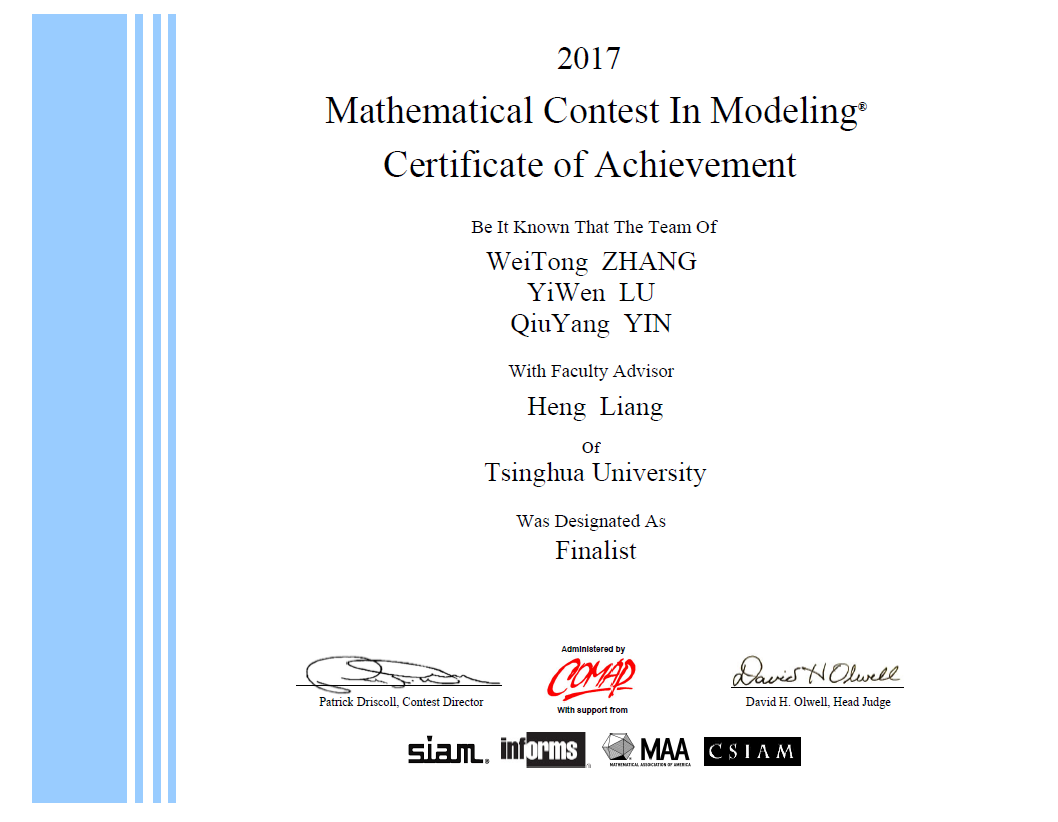 2017
Mathematical Contest In Modeling®
Certificate of Achievement
Be It Known That The Team Of
WeiTong ZHANG
YiWen LU
QiuYang YIN
With Faculty Advisor
Heng Liang
Of
Tsinghua University
Was Designated As
Finalist
Administered by
COMAP
With support from
Patrick Driscoll, Contest Director
David H Olwell
David H. Olwell, Head Judge
siam®
informs
MAA
MATHEMATICAL ASSOCIATION OF AMERICA
CSIAM